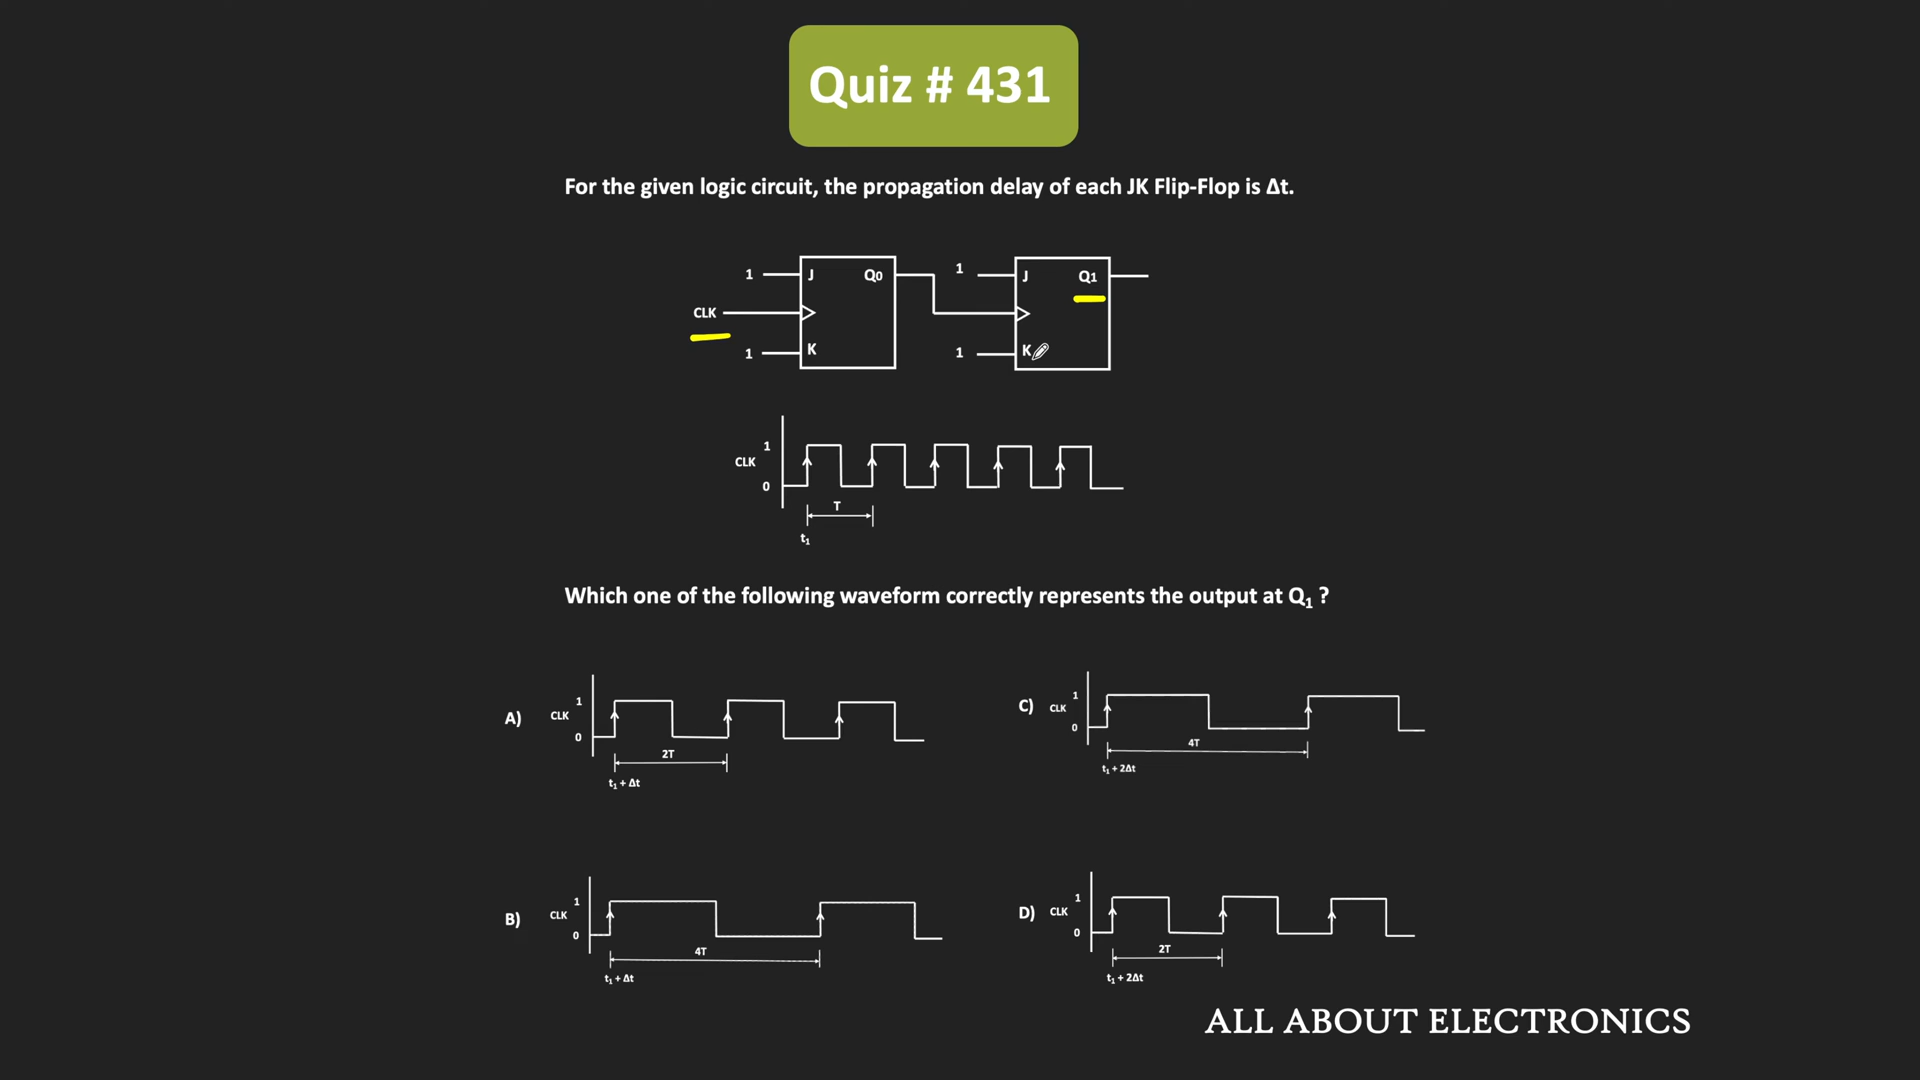 Quiz # 431
For the given logic circuit, the propagation delay of each JK Flip-Flop is Δt.
1 J Q0 1 J Q1
CLK
1 K 1 K
1
CLK
0
T
t1
Which one of the following waveform correctly represents the output at Q1 ?
A) CLK 1 0
2T
t1 + Δt
C) CLK 1 0
4T
t1 + 2Δt
B) CLK 1 0
4T
t1 + Δt
D) CLK 1 0
2T
t1 + 2Δt
ALL ABOUT ELECTRONICS